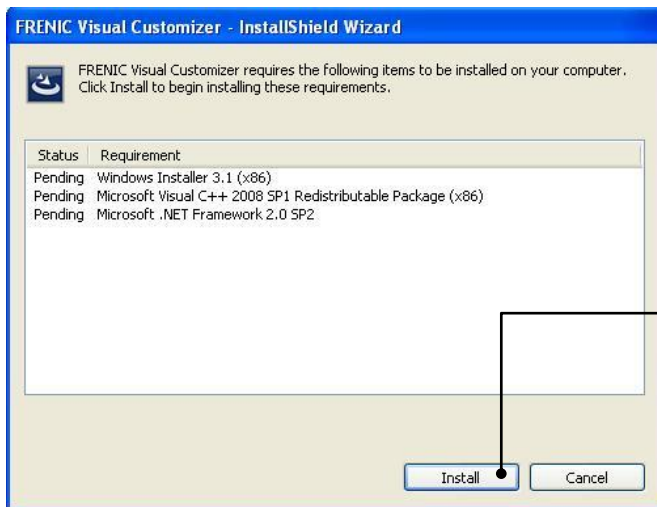 FRENIC Visual Customizer - InstallShield Wizard
FRENIC Visual Customizer requires the following items to be installed on your computer.
Click Install to begin installing these requirements.
Status Requirement
Pending Windows Installer 3.1 (x86)
Pending Microsoft Visual C++ 2008 SP1 Redistributable Package (x86)
Pending Microsoft .NET Framework 2.0 SP2
Install Cancel